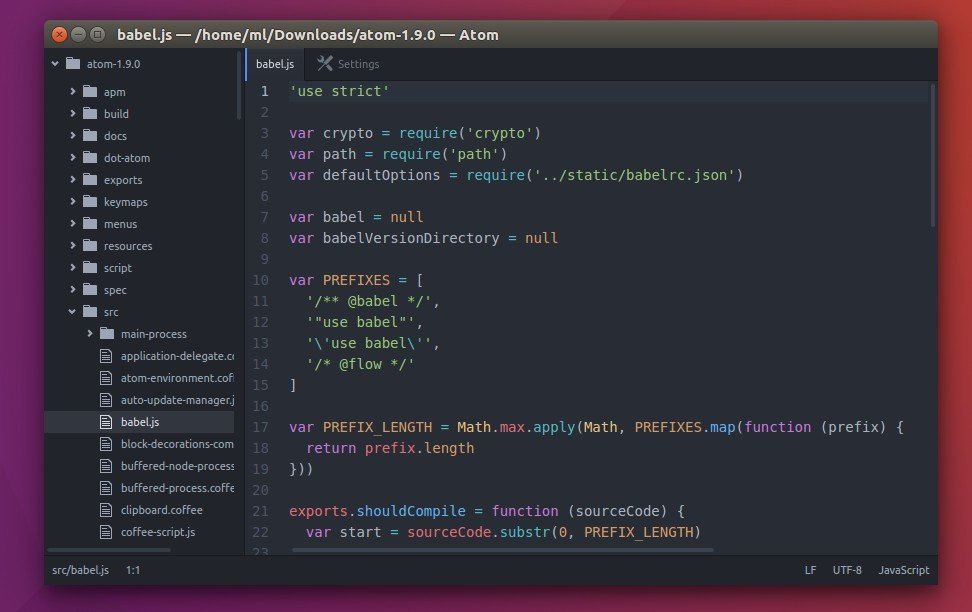 babel.js — /home/ml/Downloads/atom-1.9.0 — Atom
atom-1.9.0
apm
build
docs
dot-atom
exports
keymaps
menus
resources
script
spec
src
main-process
application-delegate.co
atom-environment.coff
auto-update-manager.j
babel.js
block-decorations-com
buffered-node-process
buffered-process.coffe
clipboard.coffee
coffee-script.js
babel.js Settings
1 'use strict'
2
3 var crypto = require('crypto')
4 var path = require('path')
5 var defaultOptions = require('../static/babelrc.json')
6
7 var babel = null
8 var babelVersionDirectory = null
9
10 var PREFIXES = [
11   '/** @babel */',
12   '"use babel"',
13   '\'use babel\'',
14   '/* @flow */'
15 ]
16
17 var PREFIX_LENGTH = Math.max.apply(Math, PREFIXES.map(function (prefix) {
18   return prefix.length
19 }))
20
21 exports.shouldCompile = function (sourceCode) {
22   var start = sourceCode.substr(0, PREFIX_LENGTH)
23
src/babel.js 1:1 LF UTF-8 JavaScript